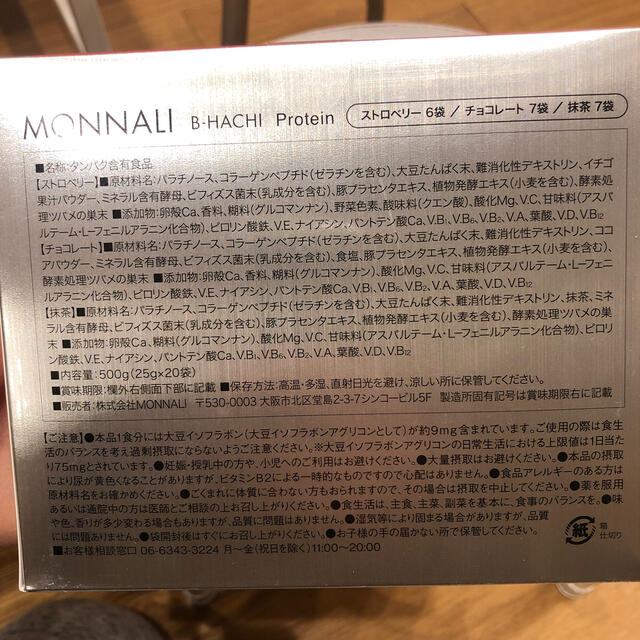 MONNALI B-HACHI Protein ストロベリー 6袋 / チョコレート 7袋 / 抹茶 7袋
■名称:タンパク含有食品
【ストロベリー】■原材料名:パラチノース、コラーゲンペプチド(ゼラチンを含む)、大豆たんぱく末、難消化性デキストリン、イチゴ
果汁パウダー、ミネラル含有酵母、ビフィズス菌末(乳成分を含む)、豚プラセンタエキス、植物発酵エキス(小麦を含む)、酵素処
理ツバメの巣末 ■添加物:卵殻Ca、香料、糊料(グルコマンナン)、野菜色素、酸味料(クエン酸)、酸化Mg、V.C、甘味料(アスパ
ルテーム・L-フェニルアラニン化合物)、ピロリン酸鉄、V.E、ナイアシン、パントテン酸Ca、V.B1、V.B6、V.B2、V.A、葉酸、V.D、V.B12
【チョコレート】■原材料名:パラチノース、コラーゲンペプチド(ゼラチンを含む)、大豆たんぱく末、難消化性デキストリン、ココ
アパウダー、ミネラル含有酵母、ビフィズス菌末(乳成分を含む)、食塩、豚プラセンタエキス、植物発酵エキス(小麦を含む)、
酵素処理ツバメの巣末 ■添加物:卵殻Ca、香料、糊料(グルコマンナン)、酸化Mg、V.C、甘味料(アスパルテーム・L-フェニ
ルアラニン化合物)、ピロリン酸鉄、V.E、ナイアシン、パントテン酸Ca、V.B1、V.B6、V.B2、V.A、葉酸、V.D、V.B12
【抹茶】■原材料名:パラチノース、コラーゲンペプチド(ゼラチンを含む)、大豆たんぱく末、難消化性デキストリン、抹茶、ミネ
ラル含有酵母、ビフィズス菌末(乳成分を含む)、豚プラセンタエキス、植物発酵エキス(小麦を含む)、酵素処理ツバメの巣末
■添加物:卵殻Ca、香料、糊料(グルコマンナン)、酸化Mg、V.C、甘味料(アスパルテーム・L-フェニルアラニン化合物)、ピロリ
ン酸鉄、V.E、ナイアシン、パントテン酸Ca、V.B1、V.B6、V.B2、V.A、葉酸、V.D、V.B12
■内容量:500g(25g×20袋)
■賞味期限:欄外右側面下部に記載 ■保存方法:高温・多湿、直射日光を避け、涼しい所に保管してください。
■販売者:株式会社MONNALI 〒530-0003 大阪市北区堂島2-3-7シンコービル5F 製造所固有記号は賞味期限右に記載
【ご注意】●本品1食分には大豆イソフラボン(大豆イソフラボンアグリコンとして)が約9mg含まれています。ご使用の際は食生
活のバランスを考え過剰摂取にならないようご注意ください。※大豆イソフラボンアグリコンの日常生活における上限値は1日当た
り75mgとされています。●妊娠・授乳中の方や、小児へのご利用はお避けください。●大量摂取はお避けください。●本品の摂取
により尿が黄色くなることがありますが、ビタミンB2による一時的なものですので心配はありません。●食品アレルギーのある方は
原材料名をお確かめください。●ごくまれに体質に合わない方もおられますので、その場合は摂取を中止してください。●薬を服用
あるいは通院中の方は医師とご相談の上お召し上がりください。●食生活は、主食、主菜、副菜を基本に、食事のバランスを。●味
や色、香りが多少変わる場合もありますが、品質に問題はありません。●湿気等により固まる場合がありますが、品質
には問題ありません。●袋開封後はすぐにお召し上がりください。●お子様の手の届かない所で保管してください。
■お客様相談窓口 06-6343-3224 月～金(祝日を除く)11:00～20:00
紙
箱
仕切り